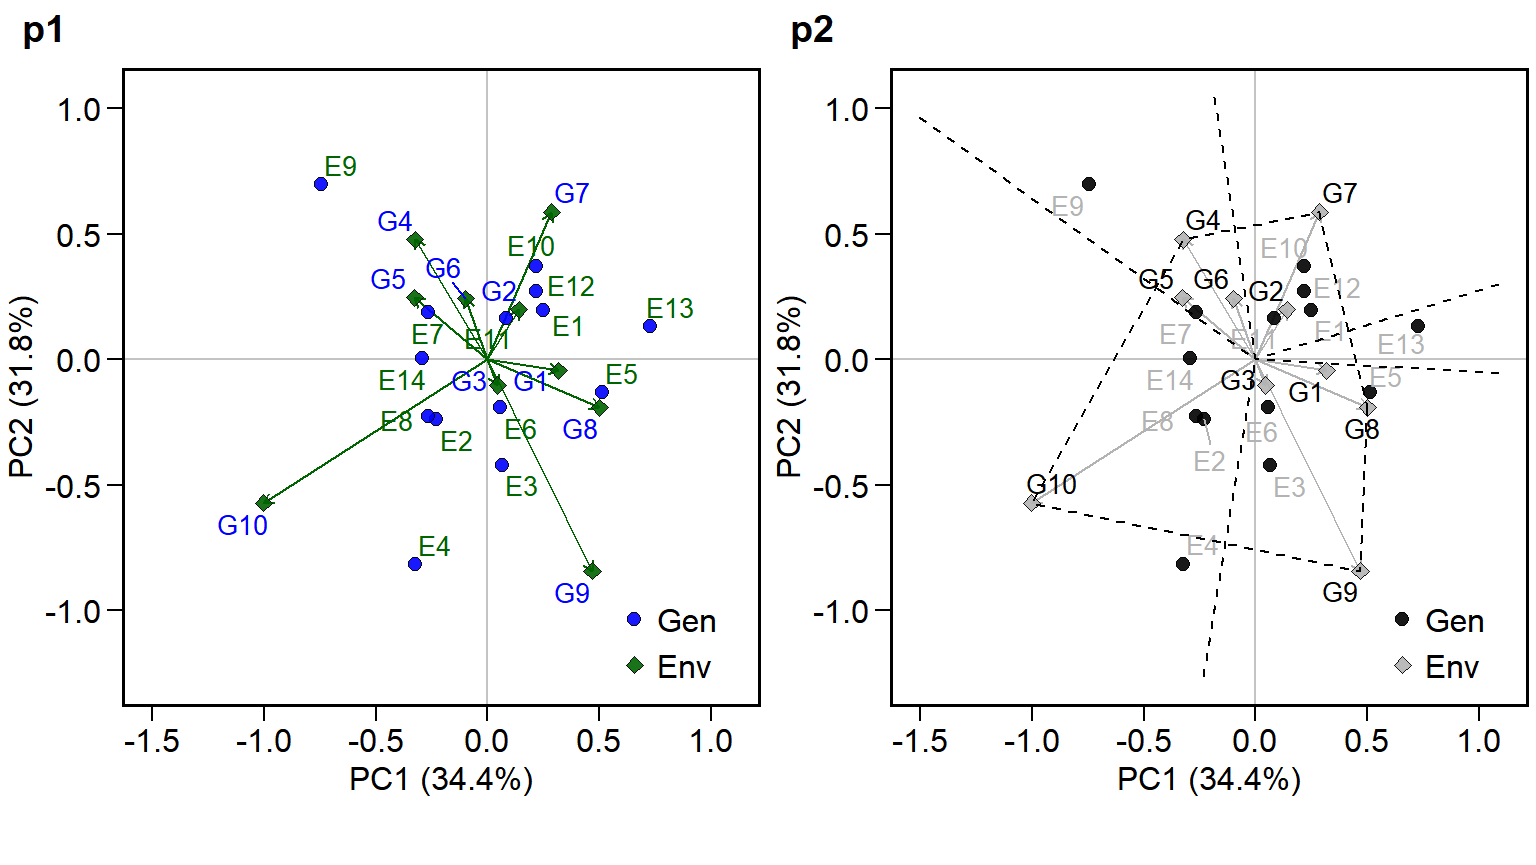 p1
1.0
0.5
0.0
-0.5
-1.0
PC2 (31.8%)
E9
G7
G4
E10
G6
G5
G2
E12
E13
E7
E11
E1
E14
G3
G1
E5
E8
E2
E6
G8
E3
G10
E4
G9
Gen
Env
-1.5
-1.0
-0.5
0.0
0.5
1.0
PC1 (34.4%)
p2
1.0
0.5
0.0
-0.5
-1.0
PC2 (31.8%)
G7
E9
G4
E10
G5
G6
G2
E12
E7
E11
E1
E13
E14
G3
G1
E5
E8
E6
G8
E2
G10
E3
E4
G9
Gen
Env
-1.5
-1.0
-0.5
0.0
0.5
1.0
PC1 (34.4%)